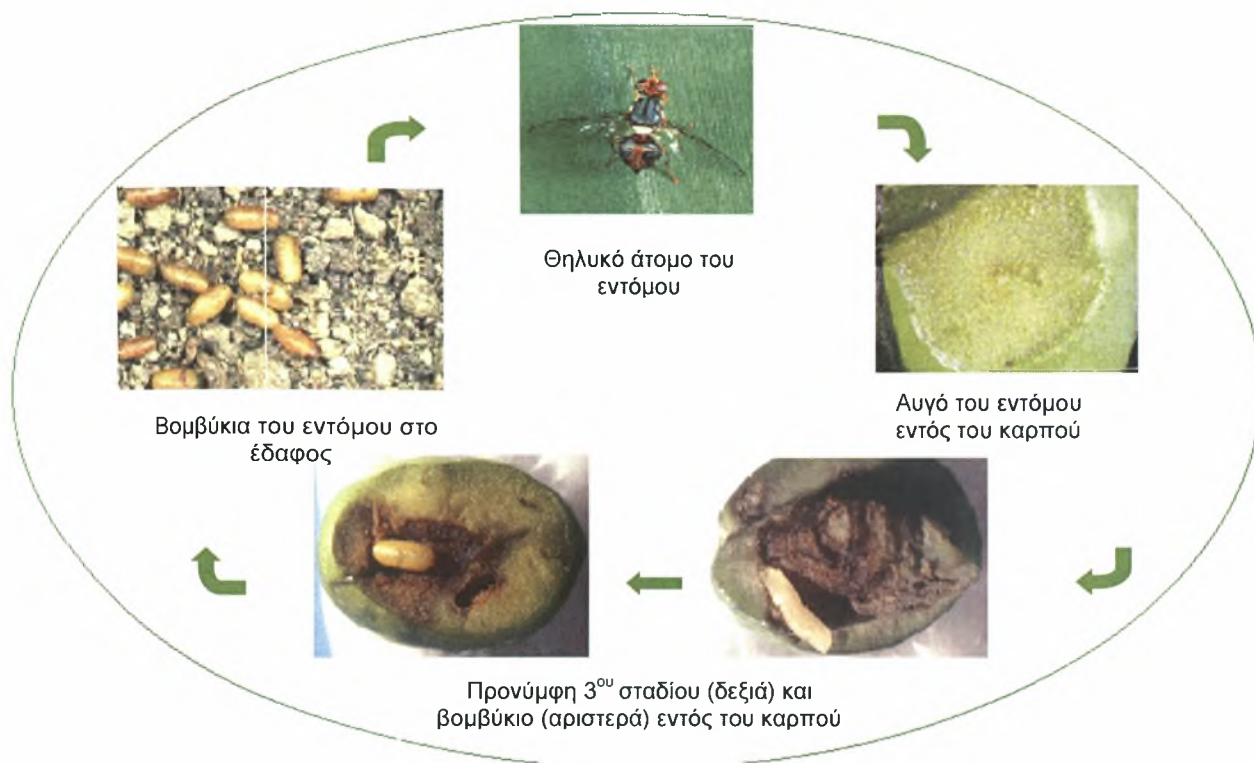 Θηλυκό άτομο του
εντόμου
Αυγό του εντόμου
εντός του καρπού
Βομβύκια του εντόμου στο
έδαφος
Προνύμφη 3ου σταδίου (δεξιά) και
βομβύκιο (αριστερά) εντός του καρπού